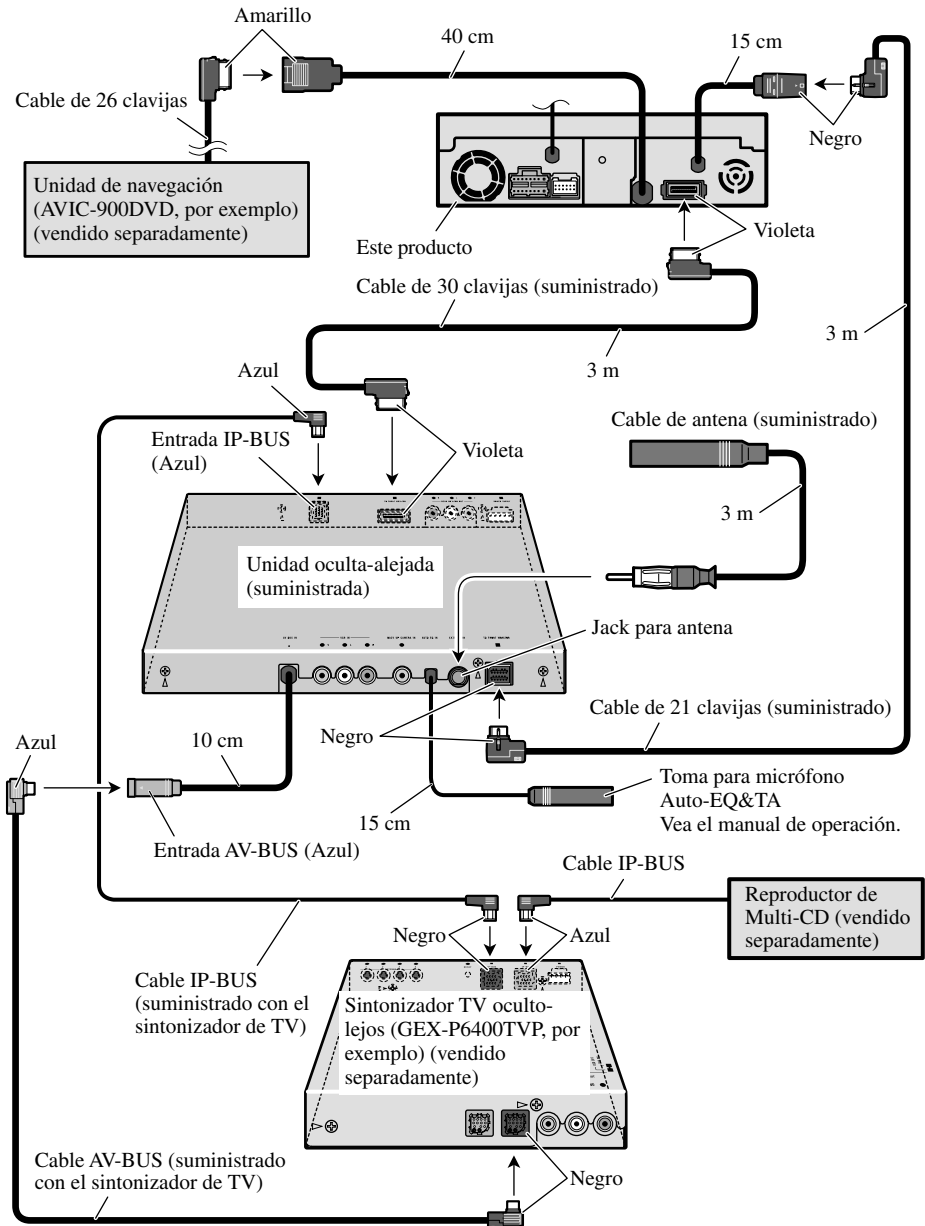 Amarillo
40 cm
15 cm
Cable de 26 clavijas
Negro
Unidad de navegación
(AVIC-900DVD, por exemplo)
(vendido separadamente)
Este producto
Violeta
Cable de 30 clavijas (suministrado)
3 m
3 m
Azul
Cable de antena (suministrado)
Entrada IP-BUS
(Azul)
Violeta
3 m
Unidad oculta-alejada
(suministrada)
Jack para antena
Cable de 21 clavijas (suministrado)
Negro
10 cm
Azul
Toma para micrófono
Auto-EQ&TA
Vea el manual de operación.
15 cm
Entrada AV-BUS (Azul)
Cable IP-BUS
Reproductor de
Multi-CD (vendido
separadamente)
Negro
Azul
Cable IP-BUS
(suministrado con el
sintonizador de TV)
Sintonizador TV oculto-
lejos (GEX-P6400TVP, por
exemplo) (vendido
separadamente)
Cable AV-BUS (suministrado
con el sintonizador de TV)
Negro